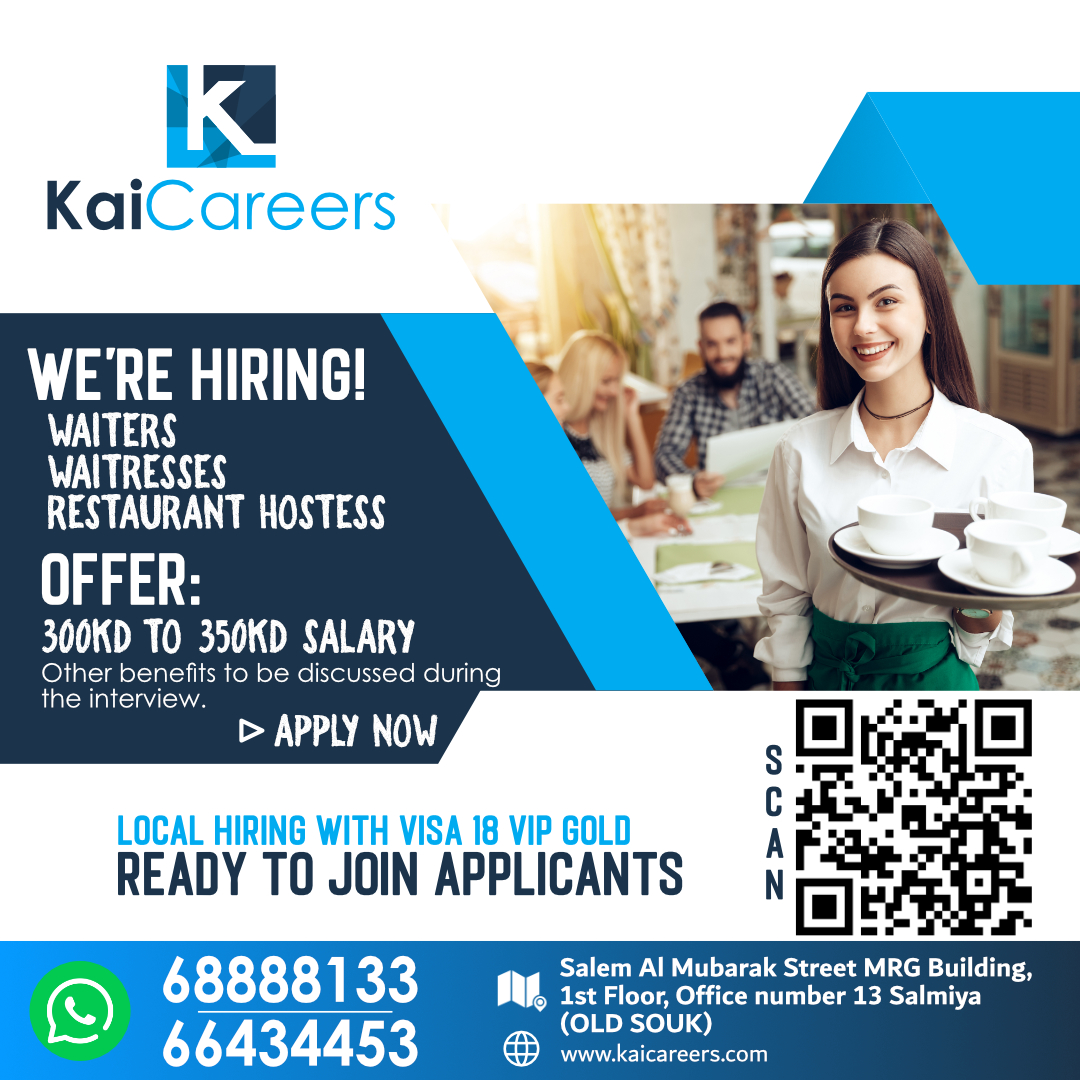 K
KaiCareers
WE'RE HIRING!
WAITERS
WAITRESSES
RESTAURANT HOSTESS
OFFER:
300KD TO 350KD SALARY
Other benefits to be discussed during
the interview.
APPLY NOW
SCAN
LOCAL HIRING WITH VISA 18 VIP GOLD
READY TO JOIN APPLICANTS
68888133
66434453
Salem Al Mubarak Street MRG Building,
1st Floor, Office number 13 Salmiya
(OLD SOUK)
www.kaicareers.com